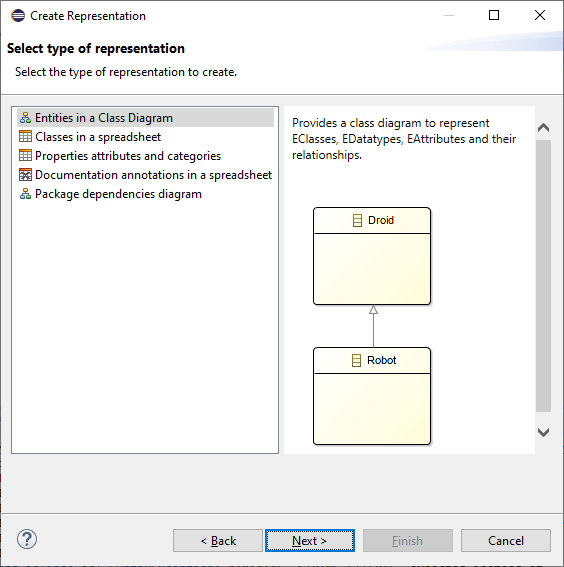 Create Representation
Select type of representation
Select the type of representation to create.
Entities in a Class Diagram
Classes in a spreadsheet
Properties attributes and categories
Documentation annotations in a spreadsheet
Package dependencies diagram
Provides a class diagram to represent
EClasses, EDatatypes, EAttributes and their
relationships.
Droid
Robot
?
< Back
Next >
Finish
Cancel